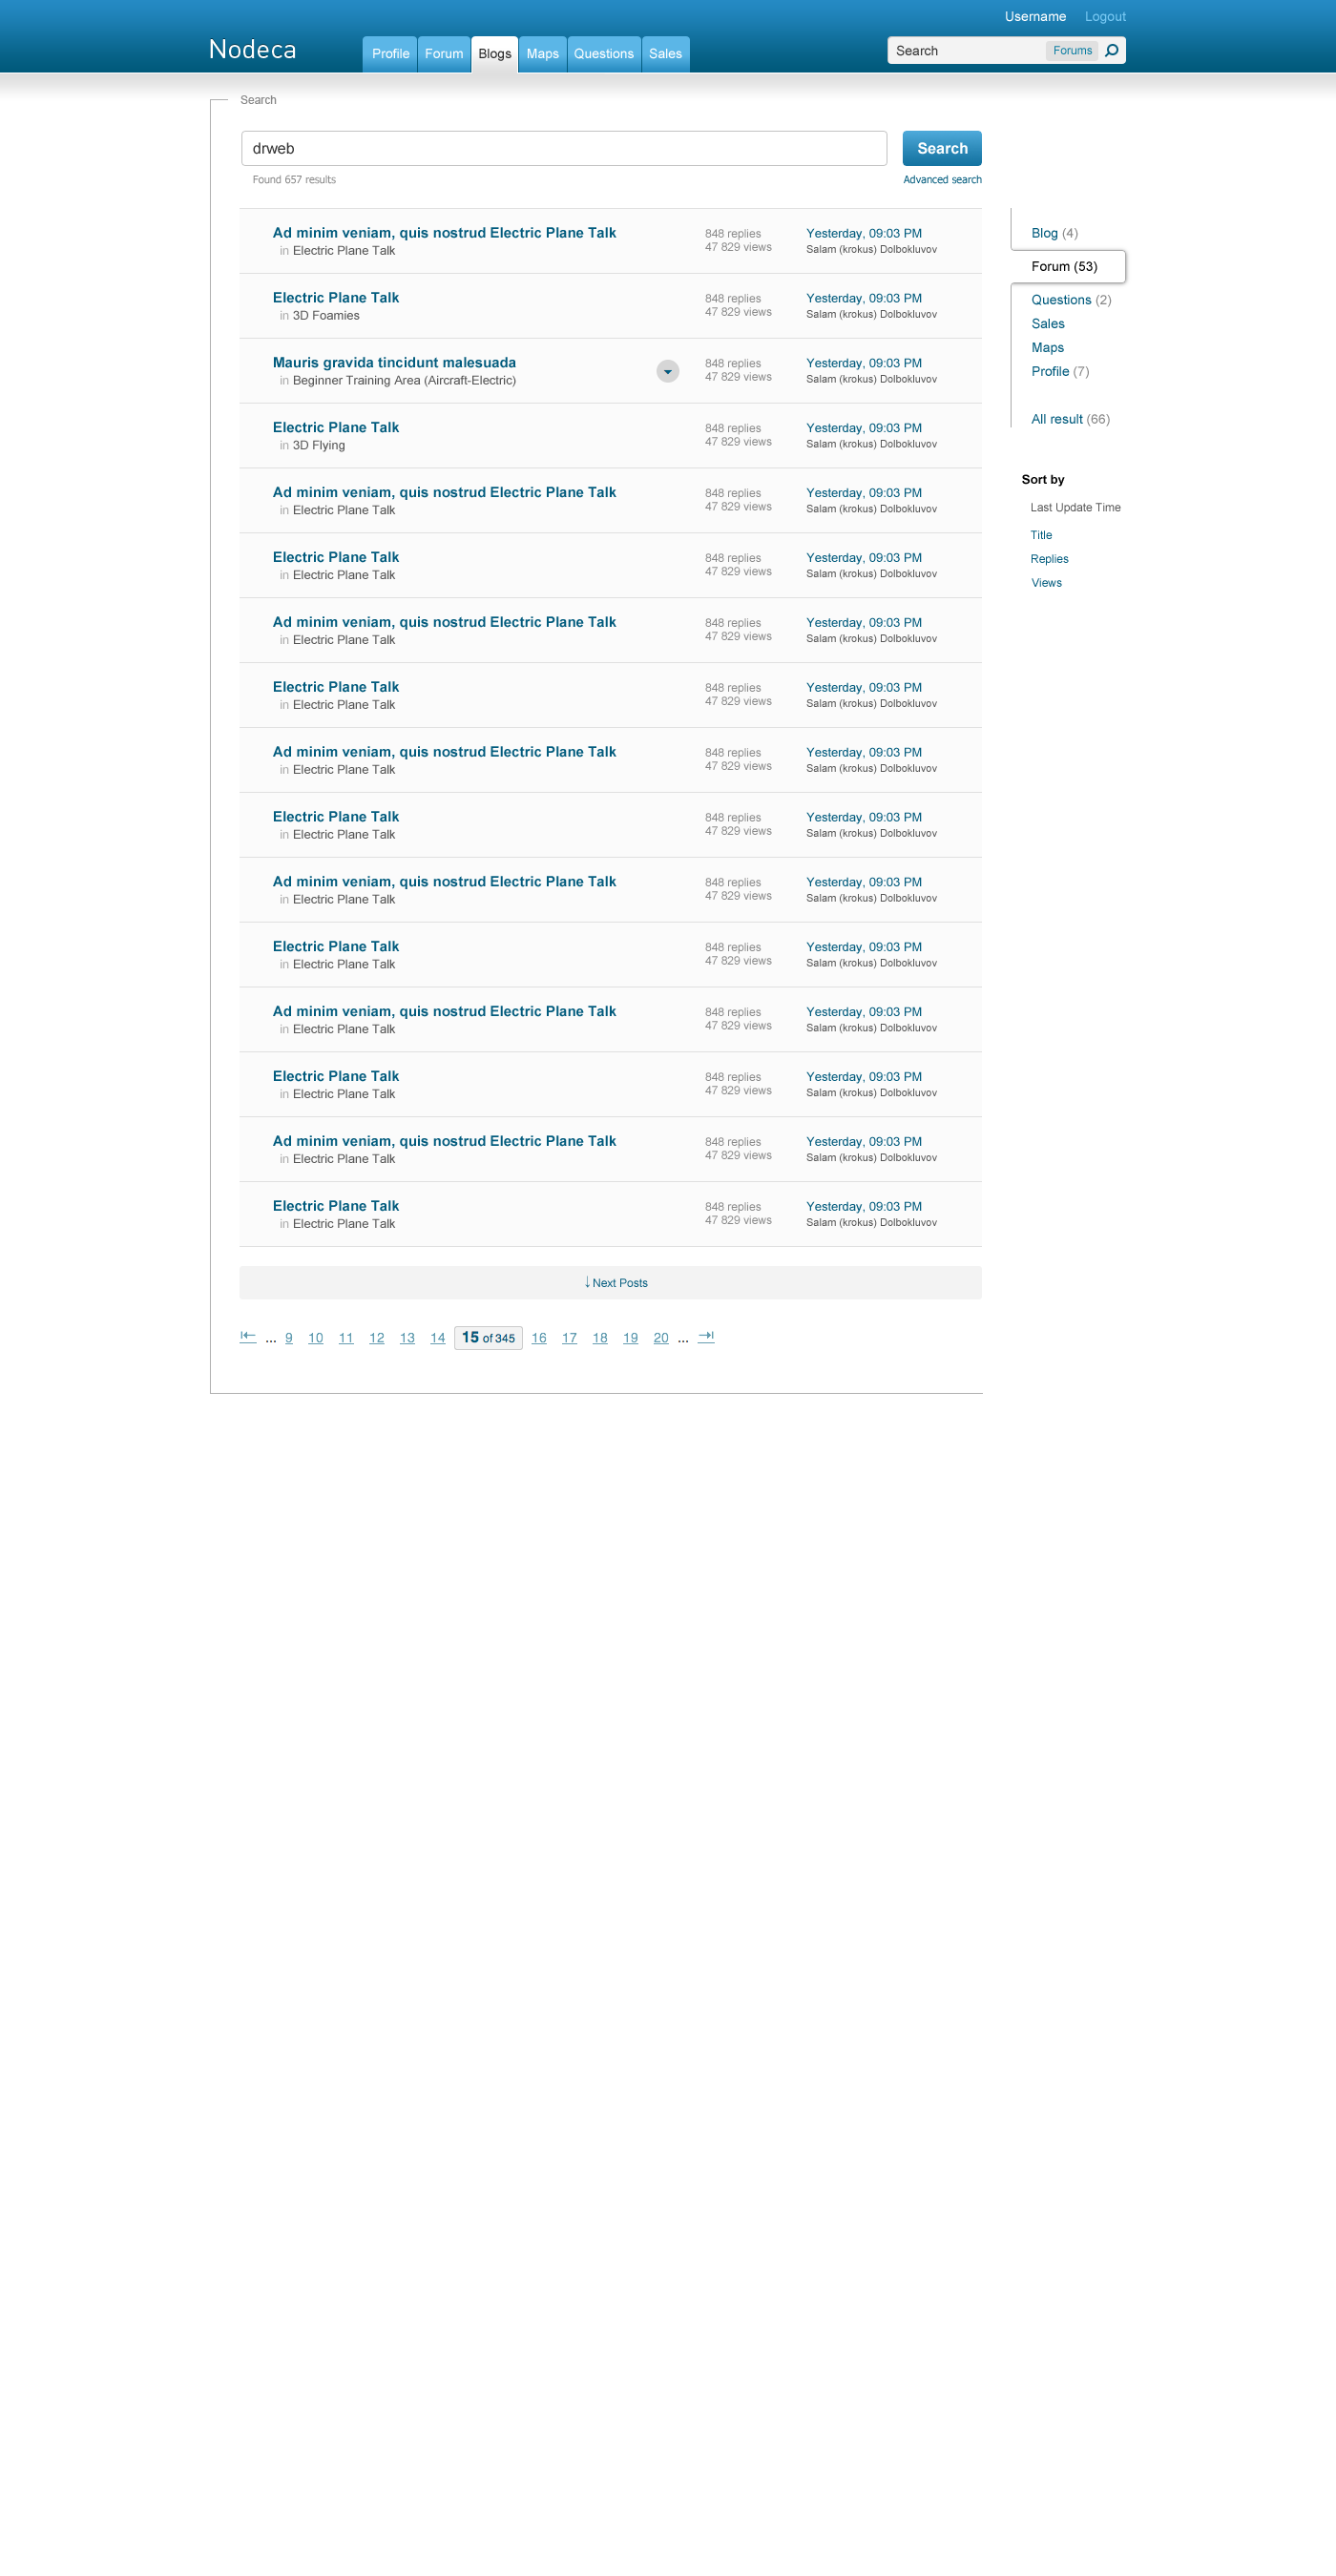 Username Logout
Nodeca Profile Forum Blogs Maps Questions Sales Search Forums
Search
drweb Search
Found 657 results Advanced search
Ad minim veniam, quis nostrud Electric Plane Talk 848 replies Yesterday, 09:03 PM
in Electric Plane Talk 47 829 views Salam (krokus) Dolbokluvov
Electric Plane Talk 848 replies Yesterday, 09:03 PM
in 3D Foamies 47 829 views Salam (krokus) Dolbokluvov
Mauris gravida tincidunt malesuada 848 replies Yesterday, 09:03 PM
in Beginner Training Area (Aircraft-Electric) 47 829 views Salam (krokus) Dolbokluvov
Electric Plane Talk 848 replies Yesterday, 09:03 PM
in 3D Flying 47 829 views Salam (krokus) Dolbokluvov
Ad minim veniam, quis nostrud Electric Plane Talk 848 replies Yesterday, 09:03 PM
in Electric Plane Talk 47 829 views Salam (krokus) Dolbokluvov
Electric Plane Talk 848 replies Yesterday, 09:03 PM
in Electric Plane Talk 47 829 views Salam (krokus) Dolbokluvov
Ad minim veniam, quis nostrud Electric Plane Talk 848 replies Yesterday, 09:03 PM
in Electric Plane Talk 47 829 views Salam (krokus) Dolbokluvov
Electric Plane Talk 848 replies Yesterday, 09:03 PM
in Electric Plane Talk 47 829 views Salam (krokus) Dolbokluvov
Ad minim veniam, quis nostrud Electric Plane Talk 848 replies Yesterday, 09:03 PM
in Electric Plane Talk 47 829 views Salam (krokus) Dolbokluvov
Electric Plane Talk 848 replies Yesterday, 09:03 PM
in Electric Plane Talk 47 829 views Salam (krokus) Dolbokluvov
Ad minim veniam, quis nostrud Electric Plane Talk 848 replies Yesterday, 09:03 PM
in Electric Plane Talk 47 829 views Salam (krokus) Dolbokluvov
Electric Plane Talk 848 replies Yesterday, 09:03 PM
in Electric Plane Talk 47 829 views Salam (krokus) Dolbokluvov
Ad minim veniam, quis nostrud Electric Plane Talk 848 replies Yesterday, 09:03 PM
in Electric Plane Talk 47 829 views Salam (krokus) Dolbokluvov
Electric Plane Talk 848 replies Yesterday, 09:03 PM
in Electric Plane Talk 47 829 views Salam (krokus) Dolbokluvov
Ad minim veniam, quis nostrud Electric Plane Talk 848 replies Yesterday, 09:03 PM
in Electric Plane Talk 47 829 views Salam (krokus) Dolbokluvov
Electric Plane Talk 848 replies Yesterday, 09:03 PM
in Electric Plane Talk 47 829 views Salam (krokus) Dolbokluvov
↓ Next Posts
⇤ ... 9 10 11 12 13 14 15 of 345 16 17 18 19 20 ... ⇥
Blog (4)
Forum (53)
Questions (2)
Sales
Maps
Profile (7)
All result (66)
Sort by
Last Update Time
Title
Replies
Views